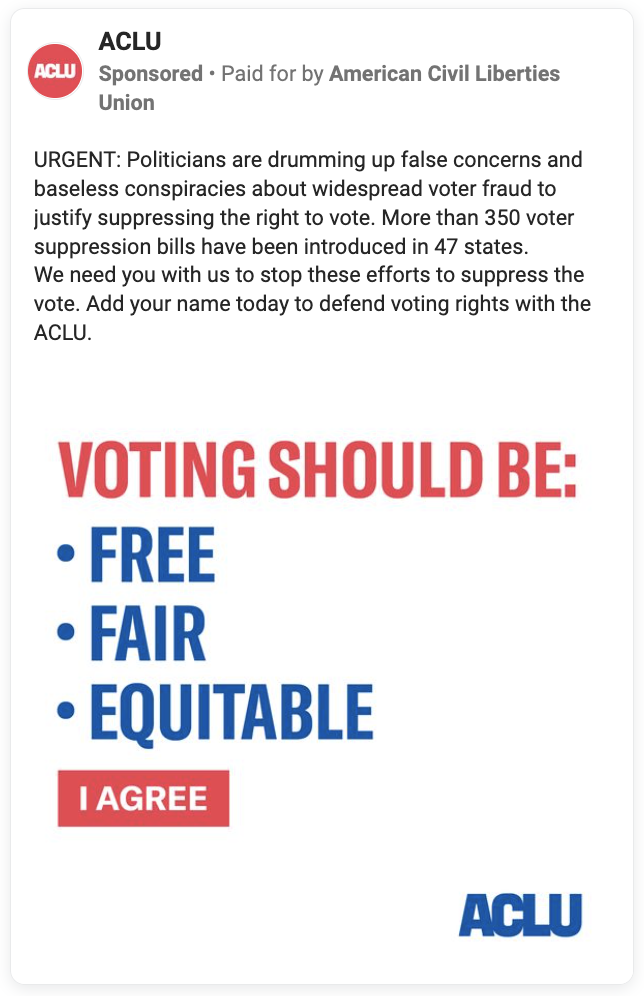 ACLU
ACLU
Sponsored • Paid for by American Civil Liberties
Union
URGENT: Politicians are drumming up false concerns and
baseless conspiracies about widespread voter fraud to
justify suppressing the right to vote. More than 350 voter
suppression bills have been introduced in 47 states.
We need you with us to stop these efforts to suppress the
vote. Add your name today to defend voting rights with the
ACLU.
VOTING SHOULD BE:
• FREE
• FAIR
• EQUITABLE
I AGREE
ACLU